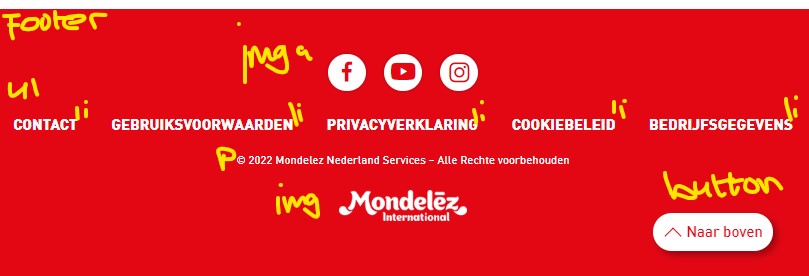 Footer
img a
ul
li li li li li
CONTACT GEBRUIKSVOORWAARDEN PRIVACYVERKLARING COOKIEBELEID BEDRIJFSGEGEVENS
P © 2022 Mondelez Nederland Services – Alle Rechte voorbehouden
button
img Mondelēz
International
Naar boven